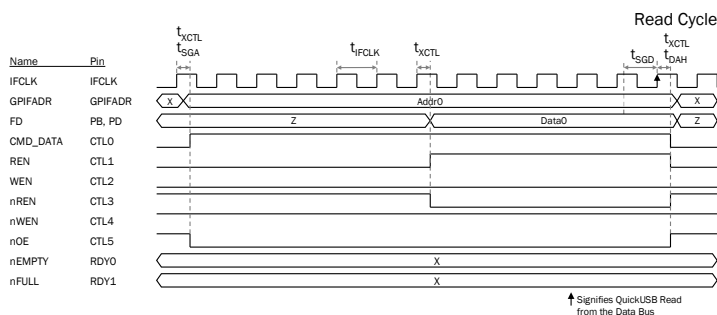 Read Cycle
tXCTL
tSGA
tIFCLK
tXCTL
tSGD
tXCTL
tDAH
Name Pin
IFCLK IFCLK
GPIFADR GPIFADR X Addr0 X
FD PB, PD Z Data0 Z
CMD_DATA CTL0
REN CTL1
WEN CTL2
nREN CTL3
nWEN CTL4
nOE CTL5
nEMPTY RDY0 X
nFULL RDY1 X
Signifies QuickUSB Read
from the Data Bus